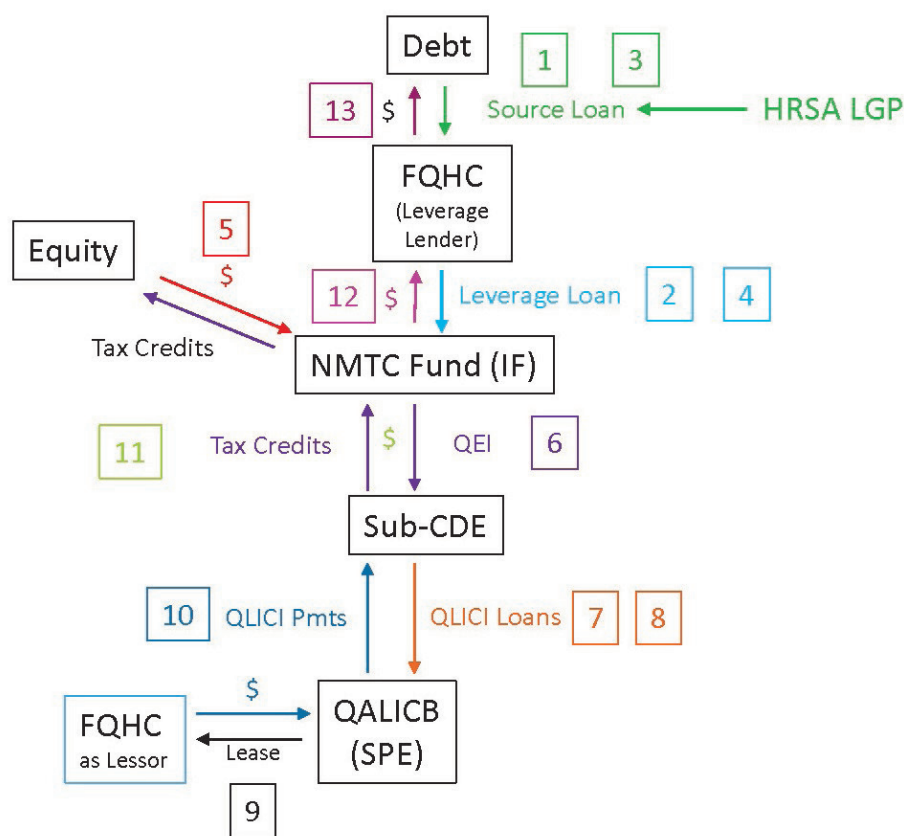 Debt
1 3
13 $
Source Loan
HRSA LGP
FQHC
(Leverage
Lender)
5
Equity
$
12 $
Leverage Loan 2 4
Tax Credits
NMTC Fund (IF)
11
Tax Credits $ QEI 6
Sub-CDE
10 QLICI Pmts
QLICI Loans 7 8
$
FQHC
as Lessor
QALICB
(SPE)
Lease
9